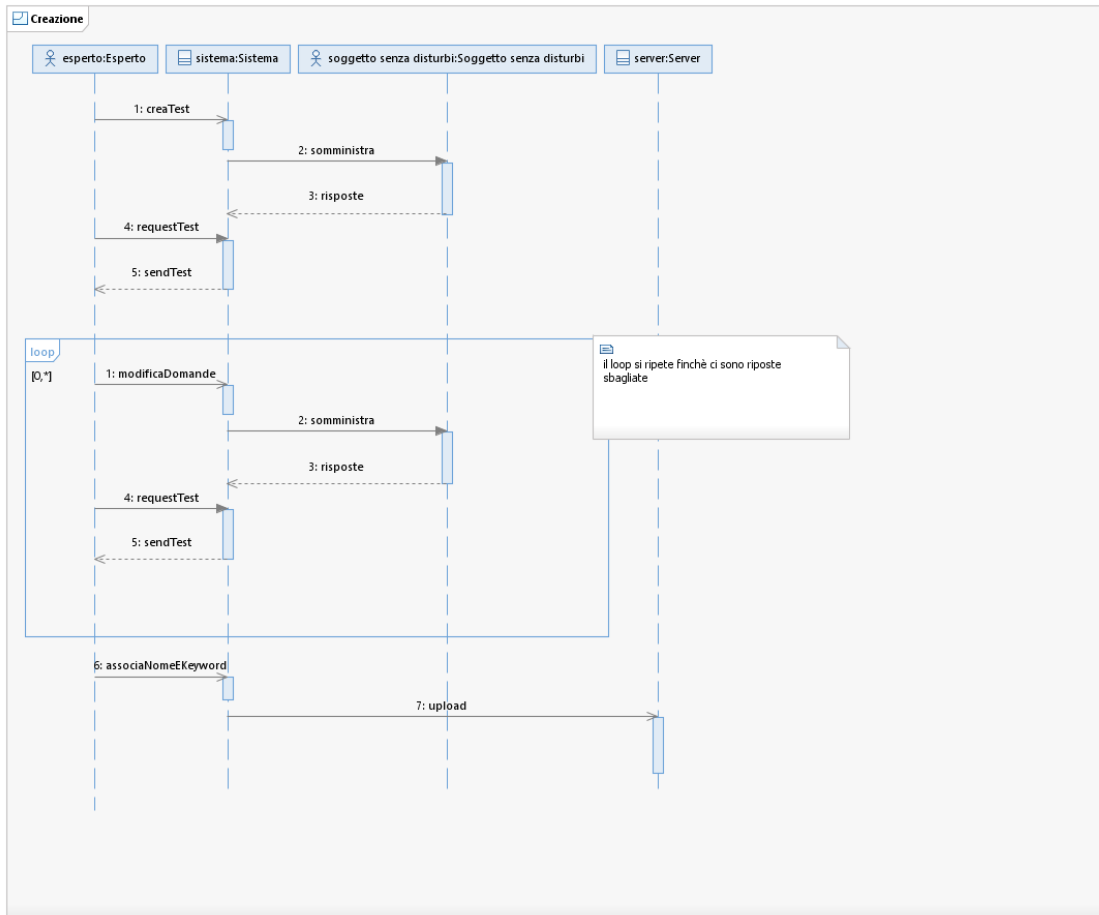 Creazione
esperto:Esperto
sistema:Sistema
soggetto senza disturbi:Soggetto senza disturbi
server:Server
1: creaTest
2: somministra
3: risposte
4: requestTest
5: sendTest
loop
[0,*]
il loop si ripete finchè ci sono riposte
sbagliate
1: modificaDomande
2: somministra
3: risposte
4: requestTest
5: sendTest
6: associaNomeEKeyword
7: upload